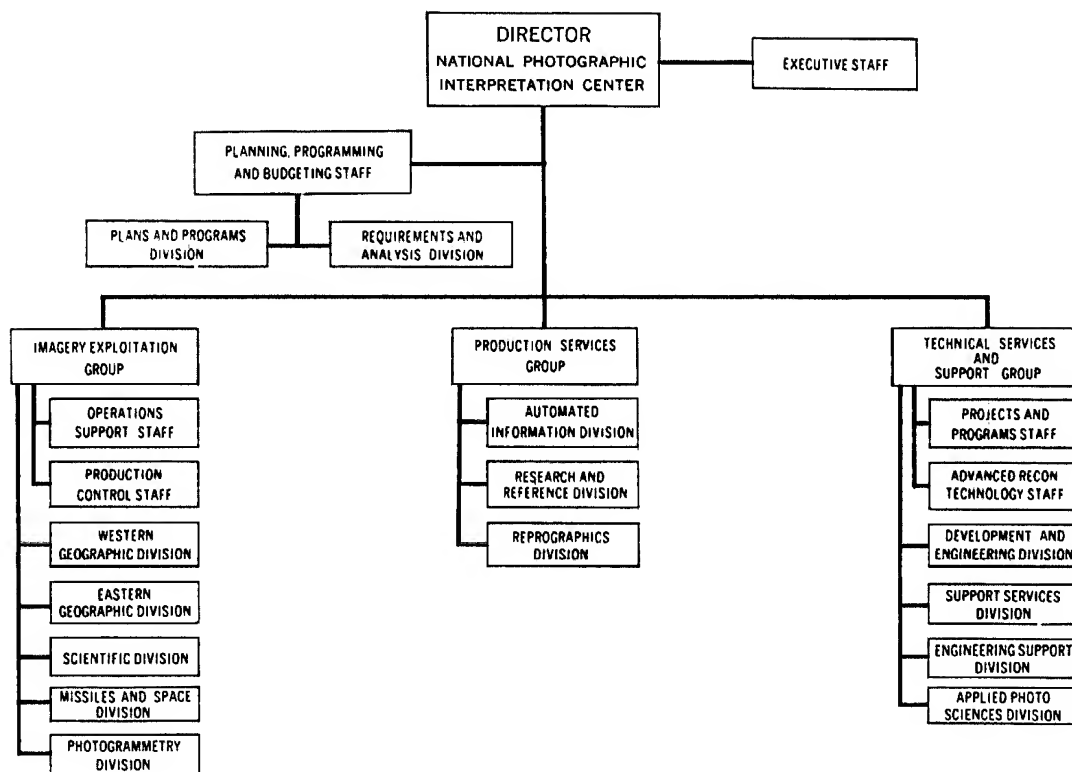 DIRECTOR
NATIONAL PHOTOGRAPHIC
INTERPRETATION CENTER
EXECUTIVE STAFF
PLANNING, PROGRAMMING
AND BUDGETING STAFF
PLANS AND PROGRAMS
DIVISION
REQUIREMENTS AND
ANALYSIS DIVISION
IMAGERY EXPLOITATION
GROUP
OPERATIONS
SUPPORT STAFF
PRODUCTION
CONTROL STAFF
WESTERN
GEOGRAPHIC DIVISION
EASTERN
GEOGRAPHIC DIVISION
SCIENTIFIC DIVISION
MISSILES AND SPACE
DIVISION
PHOTOGRAMMETRY
DIVISION
PRODUCTION SERVICES
GROUP
AUTOMATED
INFORMATION DIVISION
RESEARCH AND
REFERENCE DIVISION
REPROGRAPHICS
DIVISION
TECHNICAL SERVICES
AND
SUPPORT GROUP
PROJECTS AND
PROGRAMS STAFF
ADVANCED RECON
TECHNOLOGY STAFF
DEVELOPMENT AND
ENGINEERING DIVISION
SUPPORT SERVICES
DIVISION
ENGINEERING SUPPORT
DIVISION
APPLIED PHOTO
SCIENCES DIVISION